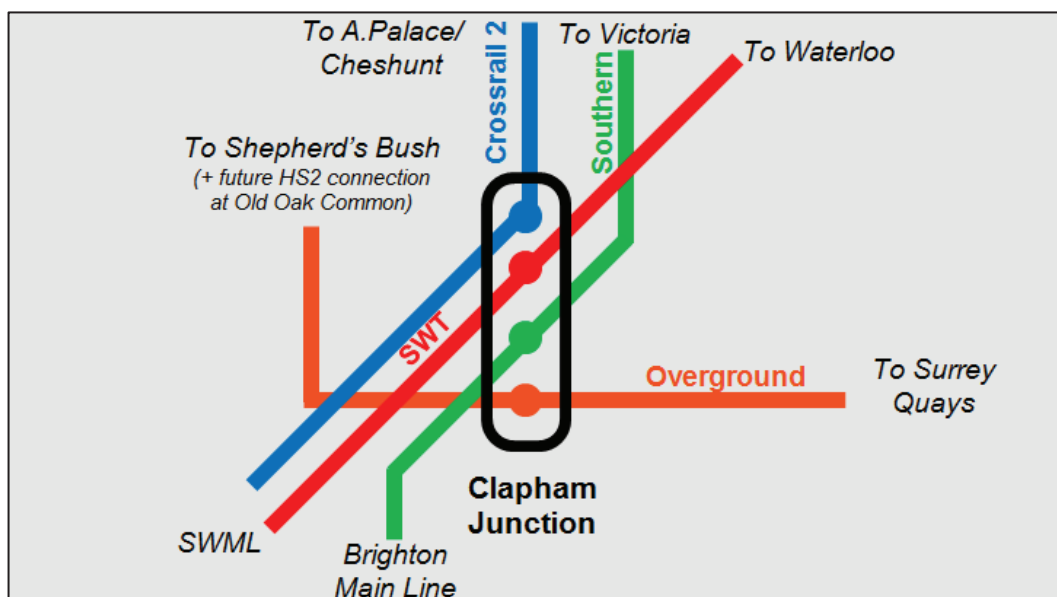 To A.Palace/
Cheshunt
Crossrail 2
To Victoria
Southern
To Waterloo
To Shepherd's Bush
(+ future HS2 connection
at Old Oak Common)
SWT
Overground
To Surrey
Quays
Clapham
Junction
SWML
Brighton
Main Line